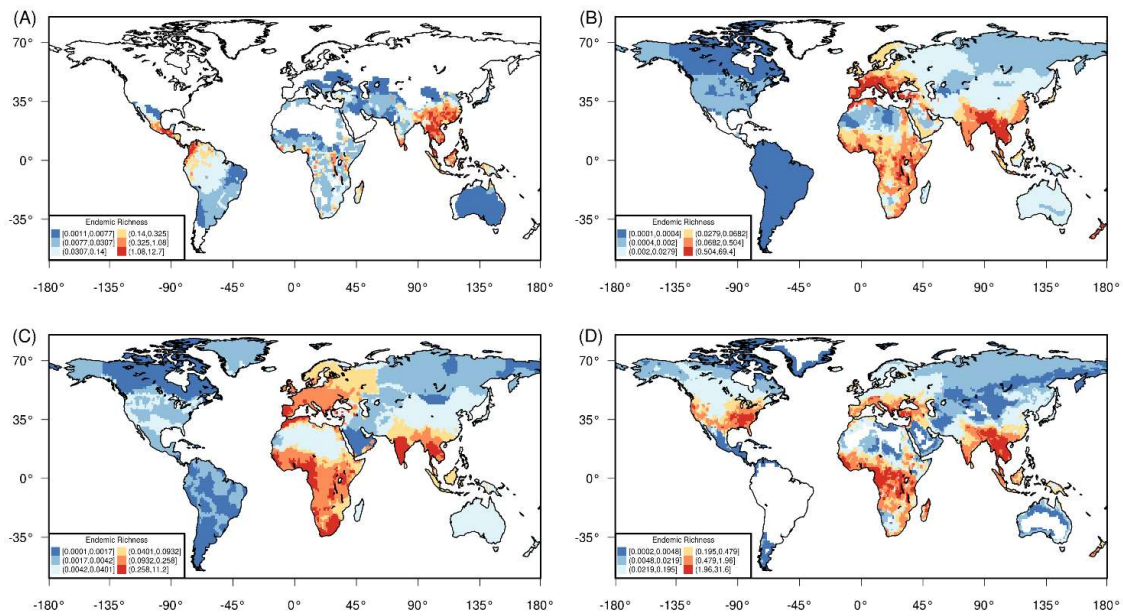 (A)
(B)
70°
35°
0°
-35°
Endemic Richness
[0.0011,0.0077] (0.14,0.325]
(0.0077,0.0307] (0.325,1.08]
(0.0307,0.14] (1.08,12.7]
-180° -135° -90° -45° 0° 45° 90° 135° 180°
70°
35°
0°
-35°
Endemic Richness
[0.0001,0.0004] (0.0279,0.0682]
(0.0004,0.002] (0.0682,0.504]
(0.002,0.0279] (0.504,69.4]
-180° -135° -90° -45° 0° 45° 90° 135° 180°
(C)
(D)
70°
35°
0°
-35°
Endemic Richness
[0.0001,0.0017] (0.0401,0.0932]
(0.0017,0.0042] (0.0932,0.258]
(0.0042,0.0401] (0.258,11.2]
-180° -135° -90° -45° 0° 45° 90° 135° 180°
70°
35°
0°
-35°
Endemic Richness
[0.0002,0.0048] (0.195,0.479]
(0.0048,0.0219] (0.479,1.96]
(0.0219,0.195] (1.96,31.6]
-180° -135° -90° -45° 0° 45° 90° 135° 180°